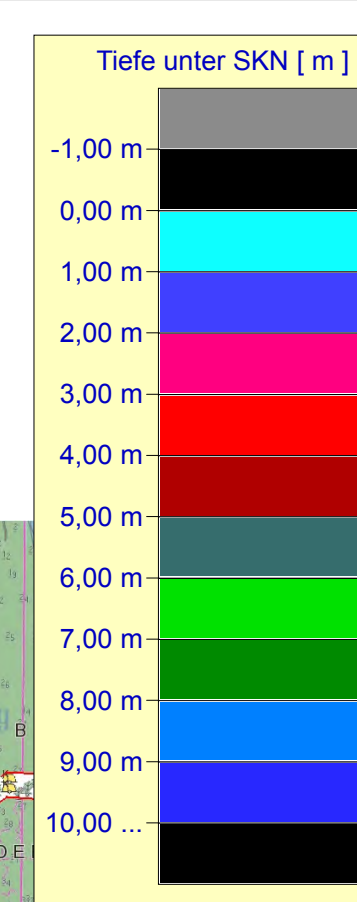 Tiefe unter SKN [ m ]
-1,00 m
0,00 m
1,00 m
2,00 m
3,00 m
4,00 m
5,00 m
6,00 m
7,00 m
8,00 m
B
9,00 m
10,00 ...
DE